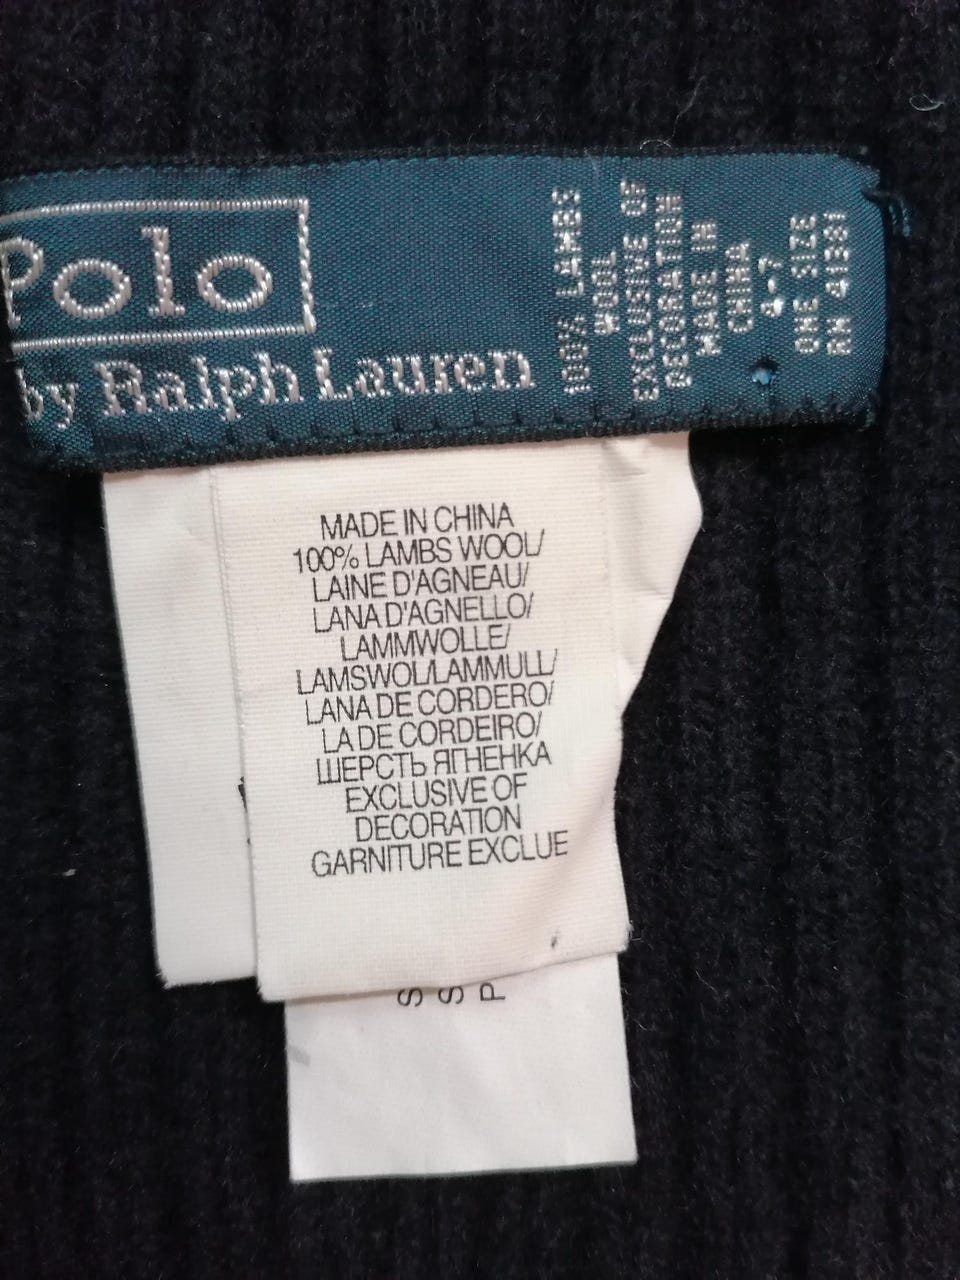 Polo
by Ralph Lauren
100% LAMBS
WOOL
EXCLUSIVE OF
DECORATION
MADE IN
CHINA
ONE SIZE
RN 41381
MADE IN CHINA
100% LAMBS WOOL/
LAINE D'AGNEAU/
LANA D'AGNELLO/
LAMMWOLLE/
LAMSWOL/LAMMULL/
LANA DE CORDERO/
LA DE CORDEIRO/
ШЕРСТЬ ЯГНЕНКА
EXCLUSIVE OF
DECORATION
GARNITURE EXCLUE
S
S
P